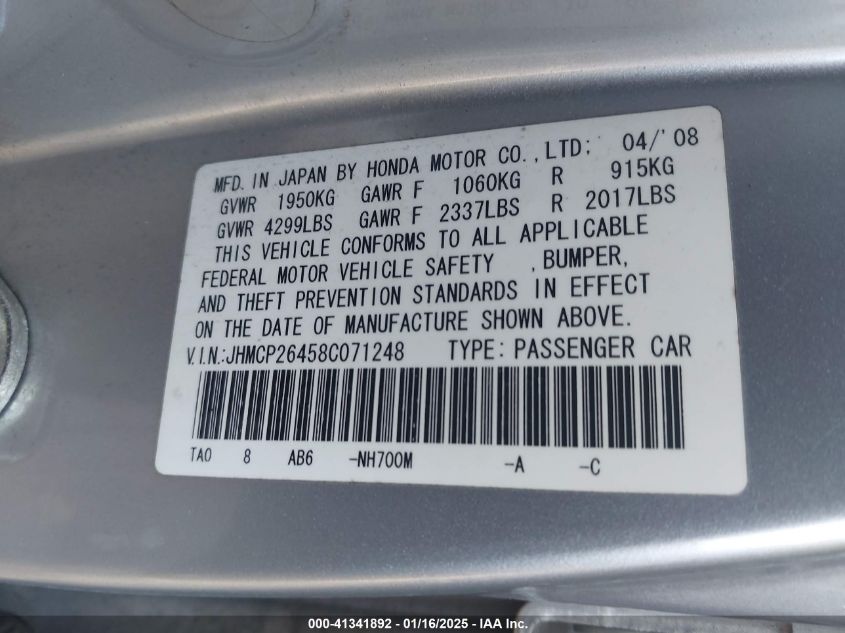 MFD. IN JAPAN BY HONDA MOTOR CO.,LTD: 04/'08
GVWR 1950KG GAWR F 1060KG R 915KG
GVWR 4299LBS GAWR F 2337LBS R 2017LBS
THIS VEHICLE CONFORMS TO ALL APPLICABLE
FEDERAL MOTOR VEHICLE SAFETY ,BUMPER,
AND THEFT PREVENTION STANDARDS IN EFFECT
ON THE DATE OF MANUFACTURE SHOWN ABOVE.
V.I.N.:JHMCP26458C071248 TYPE: PASSENGER CAR
TA0 8 AB6 -NH700M -A -C
000-41341892 - 01/16/2025 - IAA Inc.